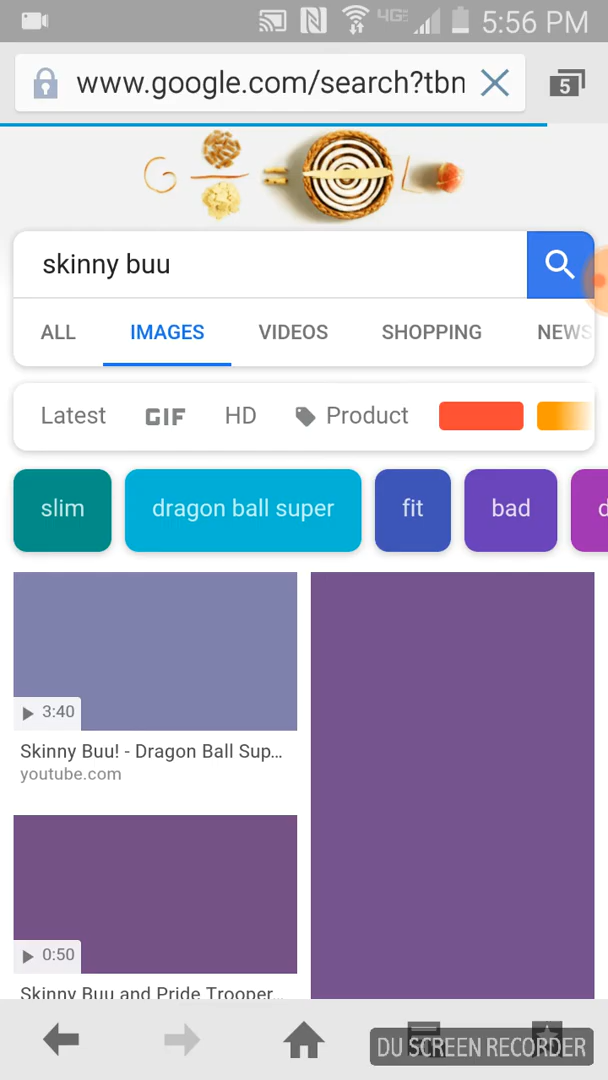 4G 5:56 PM
www.google.com/search?tbn 5
G = L
skinny buu
ALL IMAGES VIDEOS SHOPPING NEWS
Latest GIF HD Product
slim dragon ball super fit bad d
3:40
Skinny Buu! - Dragon Ball Sup...
youtube.com
0:50
Skinny Buu and Pride Trooper...
DU SCREEN RECORDER